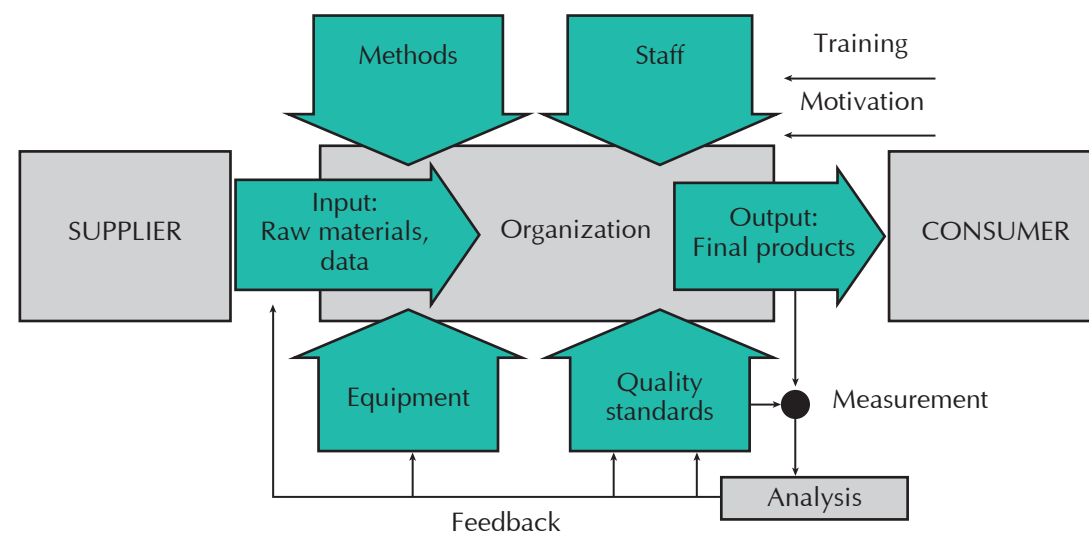 Methods
Staff
Training
Motivation
SUPPLIER
Input:
Raw materials,
data
Organization
Output:
Final products
CONSUMER
Equipment
Quality
standards
Measurement
Analysis
Feedback